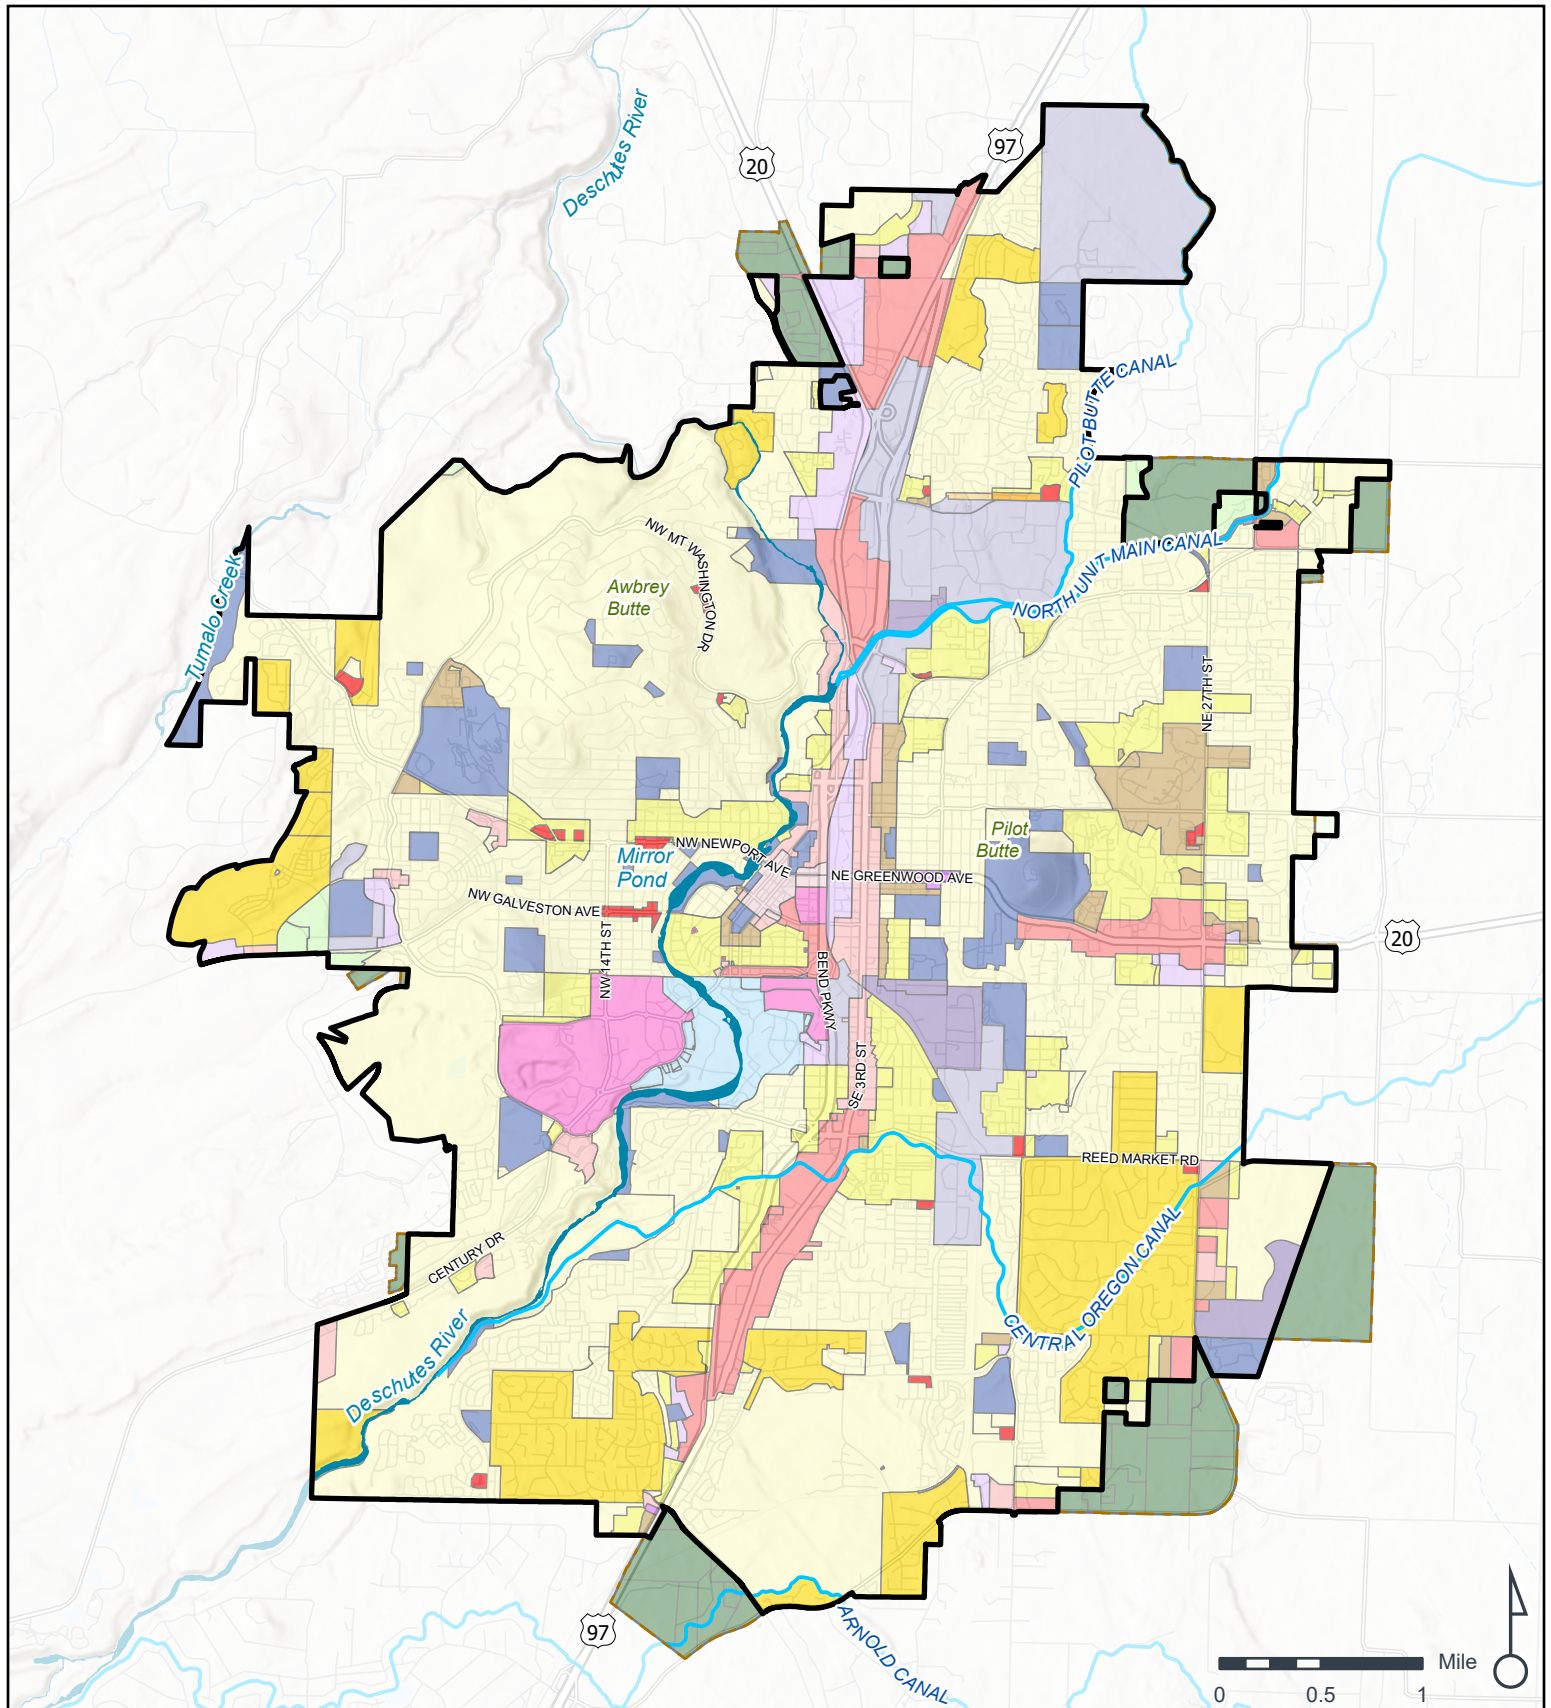 Deschutes River
20
97
PILOT BUTTE CANAL
NORTH UNIT MAIN CANAL
NW MT WASHINGTON DR
Awbrey
Butte
Tumalo Creek
NE 27TH ST
Pilot
Butte
Mirror
Pond
NW NEWPORT AVE
NE GREENWOOD AVE
NW GALVESTON AVE
NW 14TH ST
20
BEND PKWY
SE 3RD ST
REED MARKET RD
CENTURY DR
CENTRAL OREGON CANAL
Deschutes River
97
ARNOLD CANAL
Mile
0 0.5 1